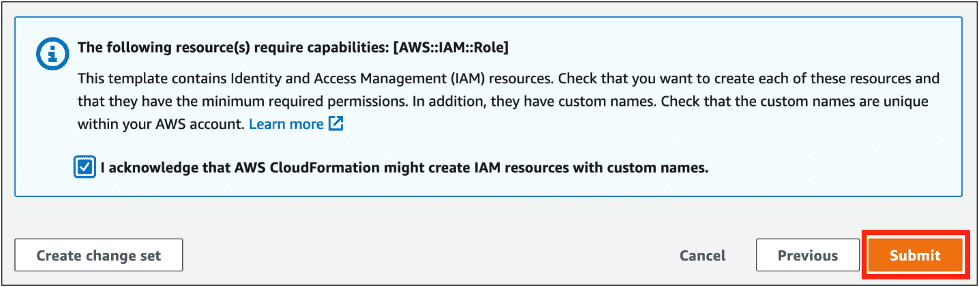 The following resource(s) require capabilities: [AWS::IAM::Role]
This template contains Identity and Access Management (IAM) resources. Check that you want to create each of these resources and
that they have the minimum required permissions. In addition, they have custom names. Check that the custom names are unique
within your AWS account. Learn more
I acknowledge that AWS CloudFormation might create IAM resources with custom names.
Create change set Cancel Previous Submit